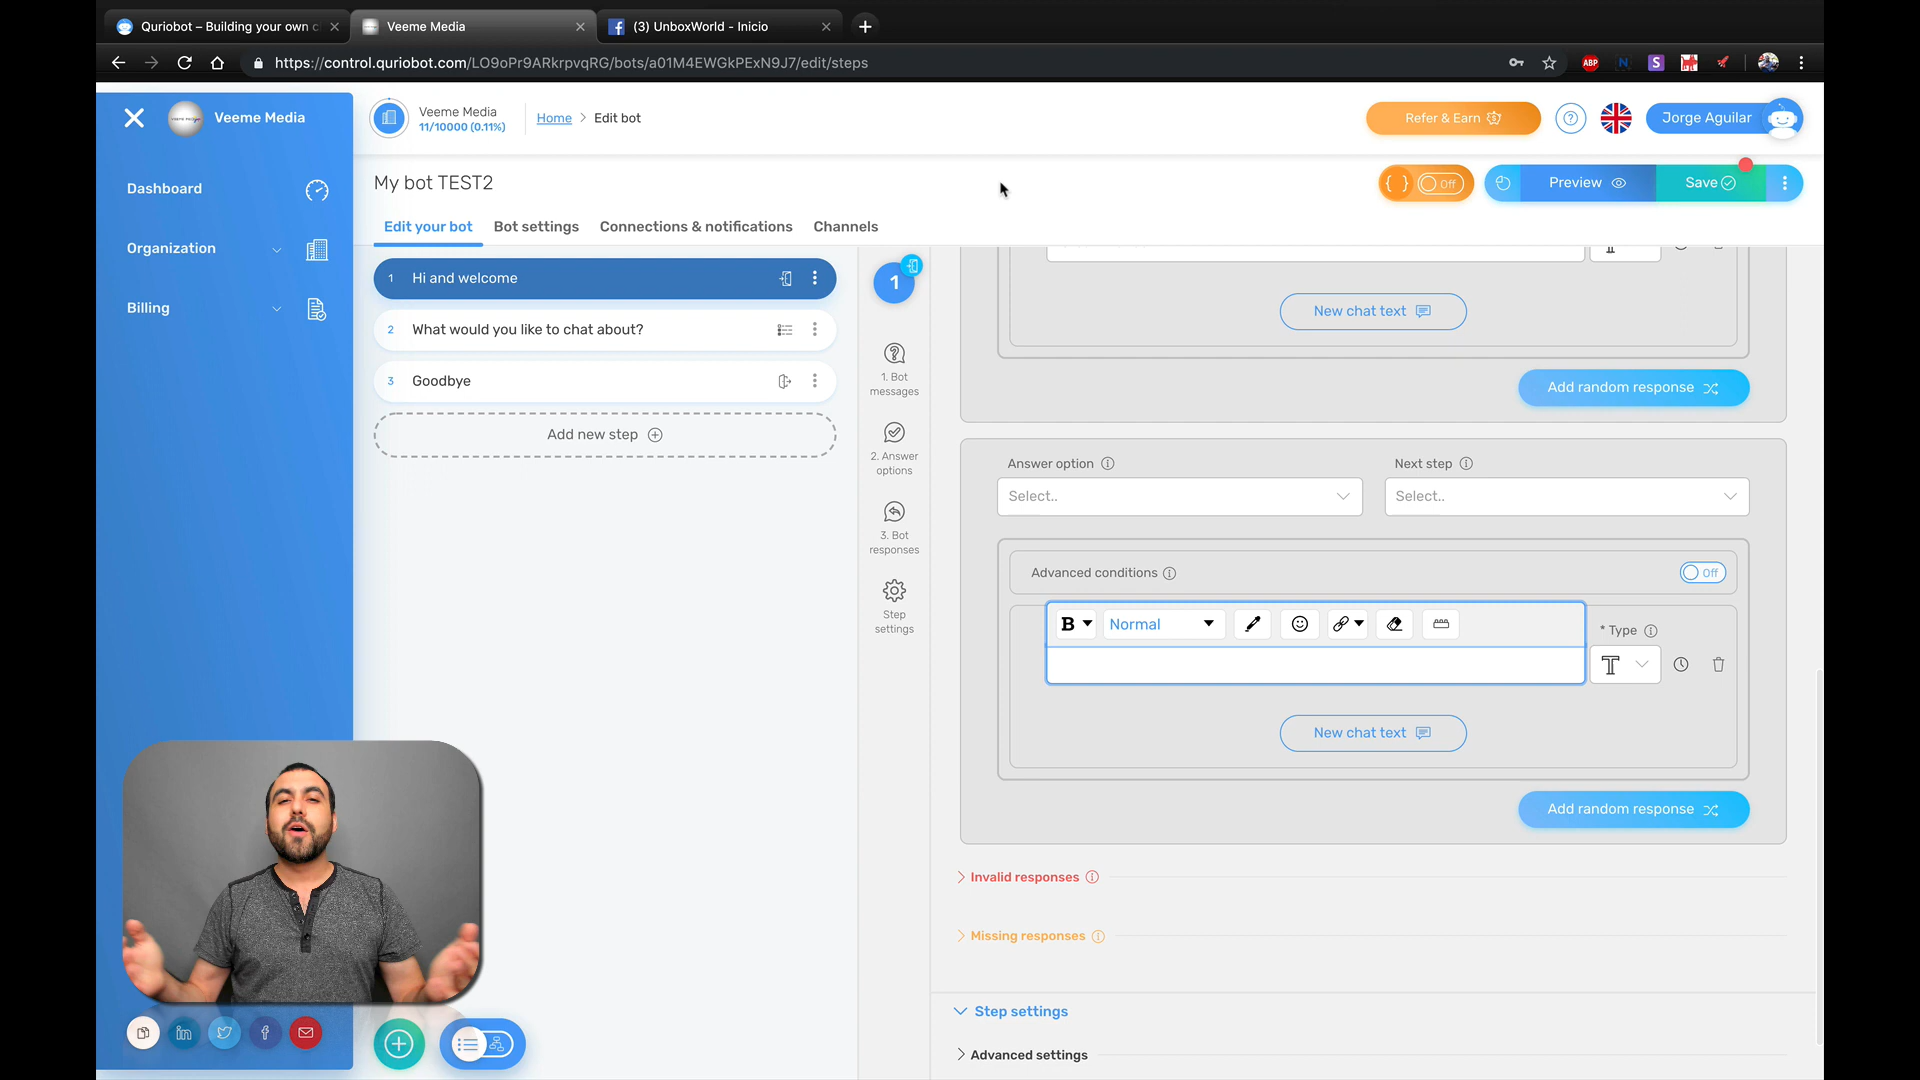 Quriobot – Building your own c
Veeme Media
(3) UnboxWorld - Inicio
https://control.quriobot.com/LO9oPr9ARkrpvqRG/bots/a01M4EWGkPExN9J7/edit/steps
ABP
N
S
Veeme Media
Veeme Media
11/10000 (0.11%)
Home > Edit bot
Refer & Earn
Jorge Aguilar
Dashboard
Organization
Billing
My bot TEST2
{ } Off
Preview
Save
Edit your bot
Bot settings
Connections & notifications
Channels
1 Hi and welcome
2 What would you like to chat about?
3 Goodbye
Add new step
1
1. Bot
messages
2. Answer
options
3. Bot
responses
Step
settings
New chat text
Add random response
Answer option
Next step
Select..
Select..
Advanced conditions
Off
B
Normal
* Type
T
New chat text
Add random response
Invalid responses
Missing responses
Step settings
Advanced settings